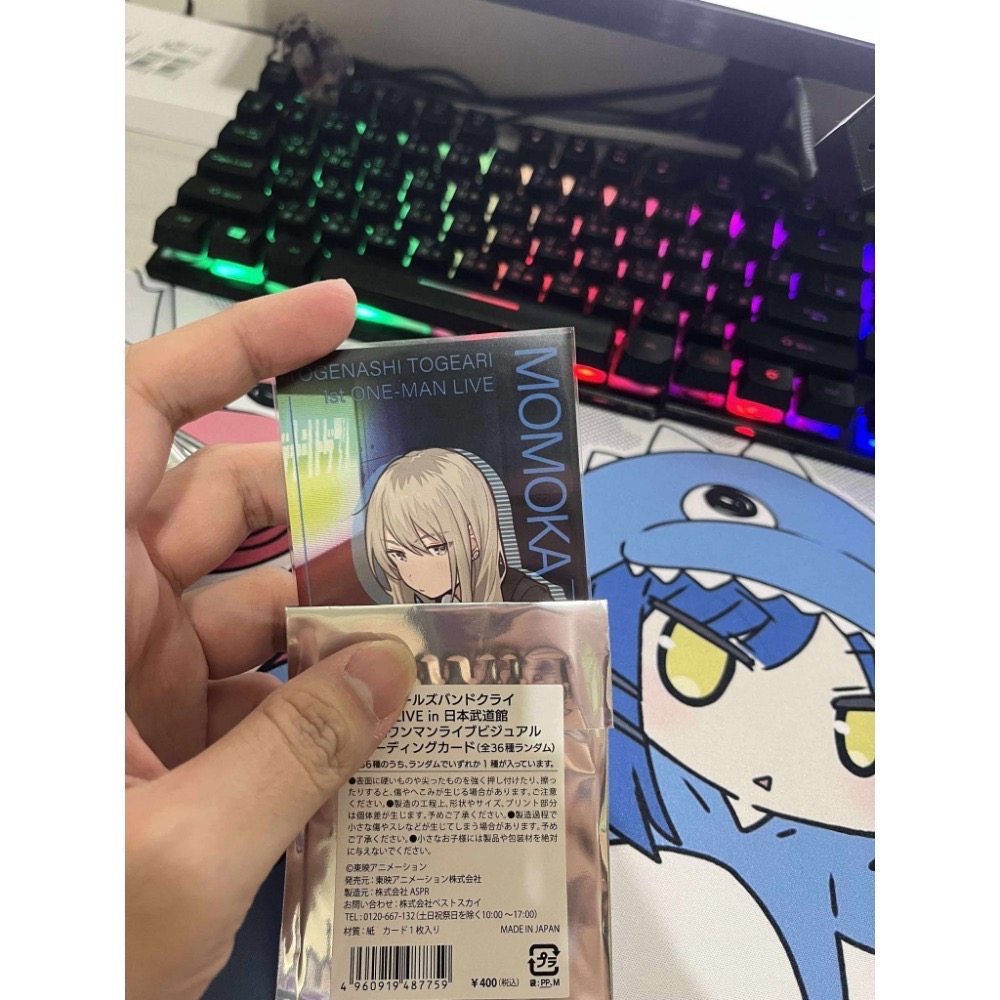 TOGENASHI TOGEARI
1st ONE-MAN LIVE
MOMOKA
ールズバンドクライ
LIVE in 日本武道館
ワンマンライブビジュアル
ーディングカード(全36種ランダム)
36種のうち、ランダムでいずれか1種が入っています。
●表面に硬いものや尖ったものを強く押し付けたり、擦っ
たりすると、傷やへこみが生じる場合があります。ご注意
ください。●製造の工程上、形状やサイズ、プリント部分
は個体差が生じます。予めご了承ください。●製造過程で
小さな傷やスレなどが生じてしまう場合があります。予め
ご了承ください。●小さなお子様には製品や包装材を絶対
に与えないでください。
©東映アニメーション
発売元:東映アニメーション株式会社
製造元:株式会社 ASPR
お問い合わせ:株式会社ベストスカイ
TEL:0120-667-132(土日祝祭日を除く10:00~17:00)
材質:紙 カード1枚入り MADE IN JAPAN
4 960919 487759
¥400(税込)
プラ
袋:PP,M